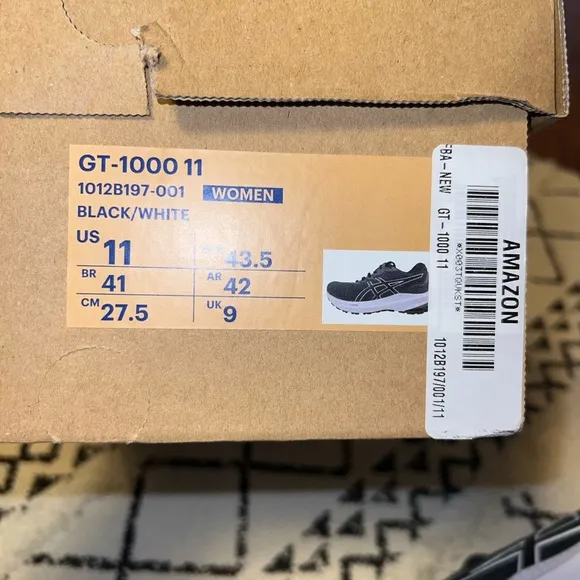 GT-1000 11
1012B197-001 WOMEN
BLACK/WHITE
US 11
43.5
BR 41
AR 42
CM 27.5
UK 9
FBA-NEW GT-1000 11
*X003TGUKST*
AMAZON
1012B197/001/11